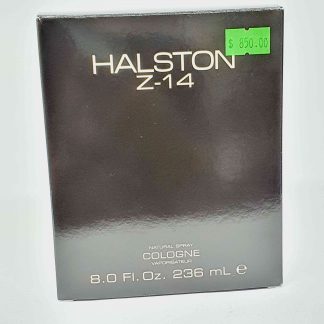 $ 850.00
HALSTON
Z-14
NATURAL SPRAY
COLOGNE
VAPORISATEUR
8.0 Fl. Oz. 236 mL ℮